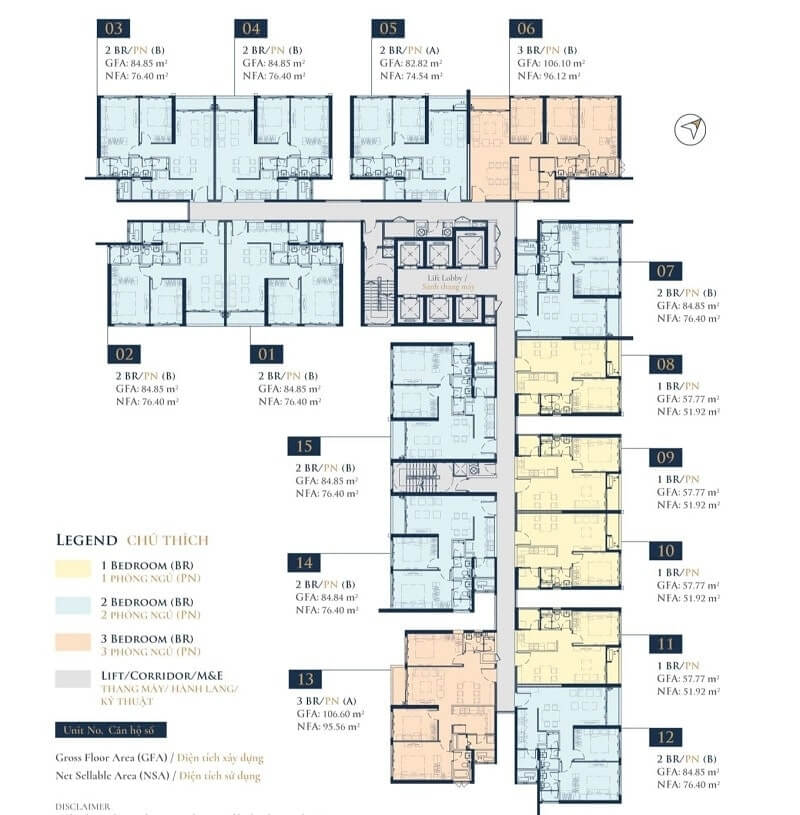 03
2 BR/PN (B)
GFA: 84.85 m²
NFA: 76.40 m²
04
2 BR/PN (B)
GFA: 84.85 m²
NFA: 76.40 m²
05
2 BR/PN (A)
GFA: 82.82 m²
NFA: 74.54 m²
06
3 BR/PN (B)
GFA: 106.10 m²
NFA: 96.12 m²
Lift Lobby /
Sảnh thang máy
07
2 BR/PN (B)
GFA: 84.85 m²
NFA: 76.40 m²
02
2 BR/PN (B)
GFA: 84.85 m²
NFA: 76.40 m²
01
2 BR/PN (B)
GFA: 84.85 m²
NFA: 76.40 m²
08
1 BR/PN
GFA: 57.77 m²
NFA: 51.92 m²
15
2 BR/PN (B)
GFA: 84.85 m²
NFA: 76.40 m²
09
1 BR/PN
GFA: 57.77 m²
NFA: 51.92 m²
10
1 BR/PN
GFA: 57.77 m²
NFA: 51.92 m²
14
2 BR/PN (B)
GFA: 84.84 m²
NFA: 76.40 m²
11
1 BR/PN
GFA: 57.77 m²
NFA: 51.92 m²
13
3 BR/PN (A)
GFA: 106.60 m²
NFA: 95.56 m²
12
2 BR/PN (B)
GFA: 84.85 m²
NFA: 76.40 m²
LEGEND CHÚ THÍCH
1 BEDROOM (BR)
1 PHÒNG NGỦ (PN)
2 BEDROOM (BR)
2 PHÒNG NGỦ (PN)
3 BEDROOM (BR)
3 PHÒNG NGỦ (PN)
LIFT/CORRIDOR/M&E
THANG MÁY/ HÀNH LANG/
KỸ THUẬT
Unit No. Căn hộ số
Gross Floor Area (GFA) / Diện tích xây dựng
Net Sellable Area (NSA) / Diện tích sử dụng
DISCLAIMER